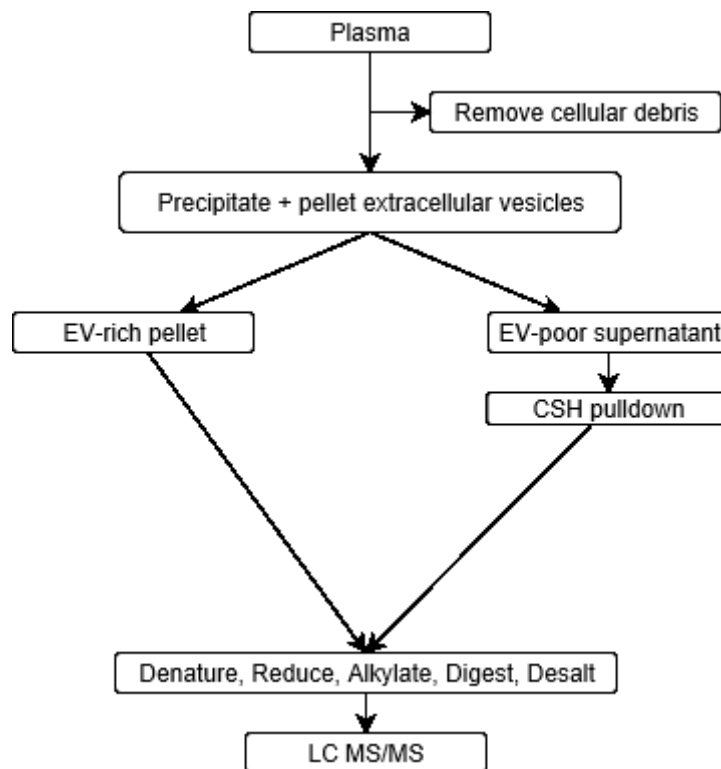 Plasma
Remove cellular debris
Precipitate + pellet extracellular vesicles
EV-rich pellet
EV-poor supernatant
CSH pulldown
Denature, Reduce, Alkylate, Digest, Desalt
LC MS/MS